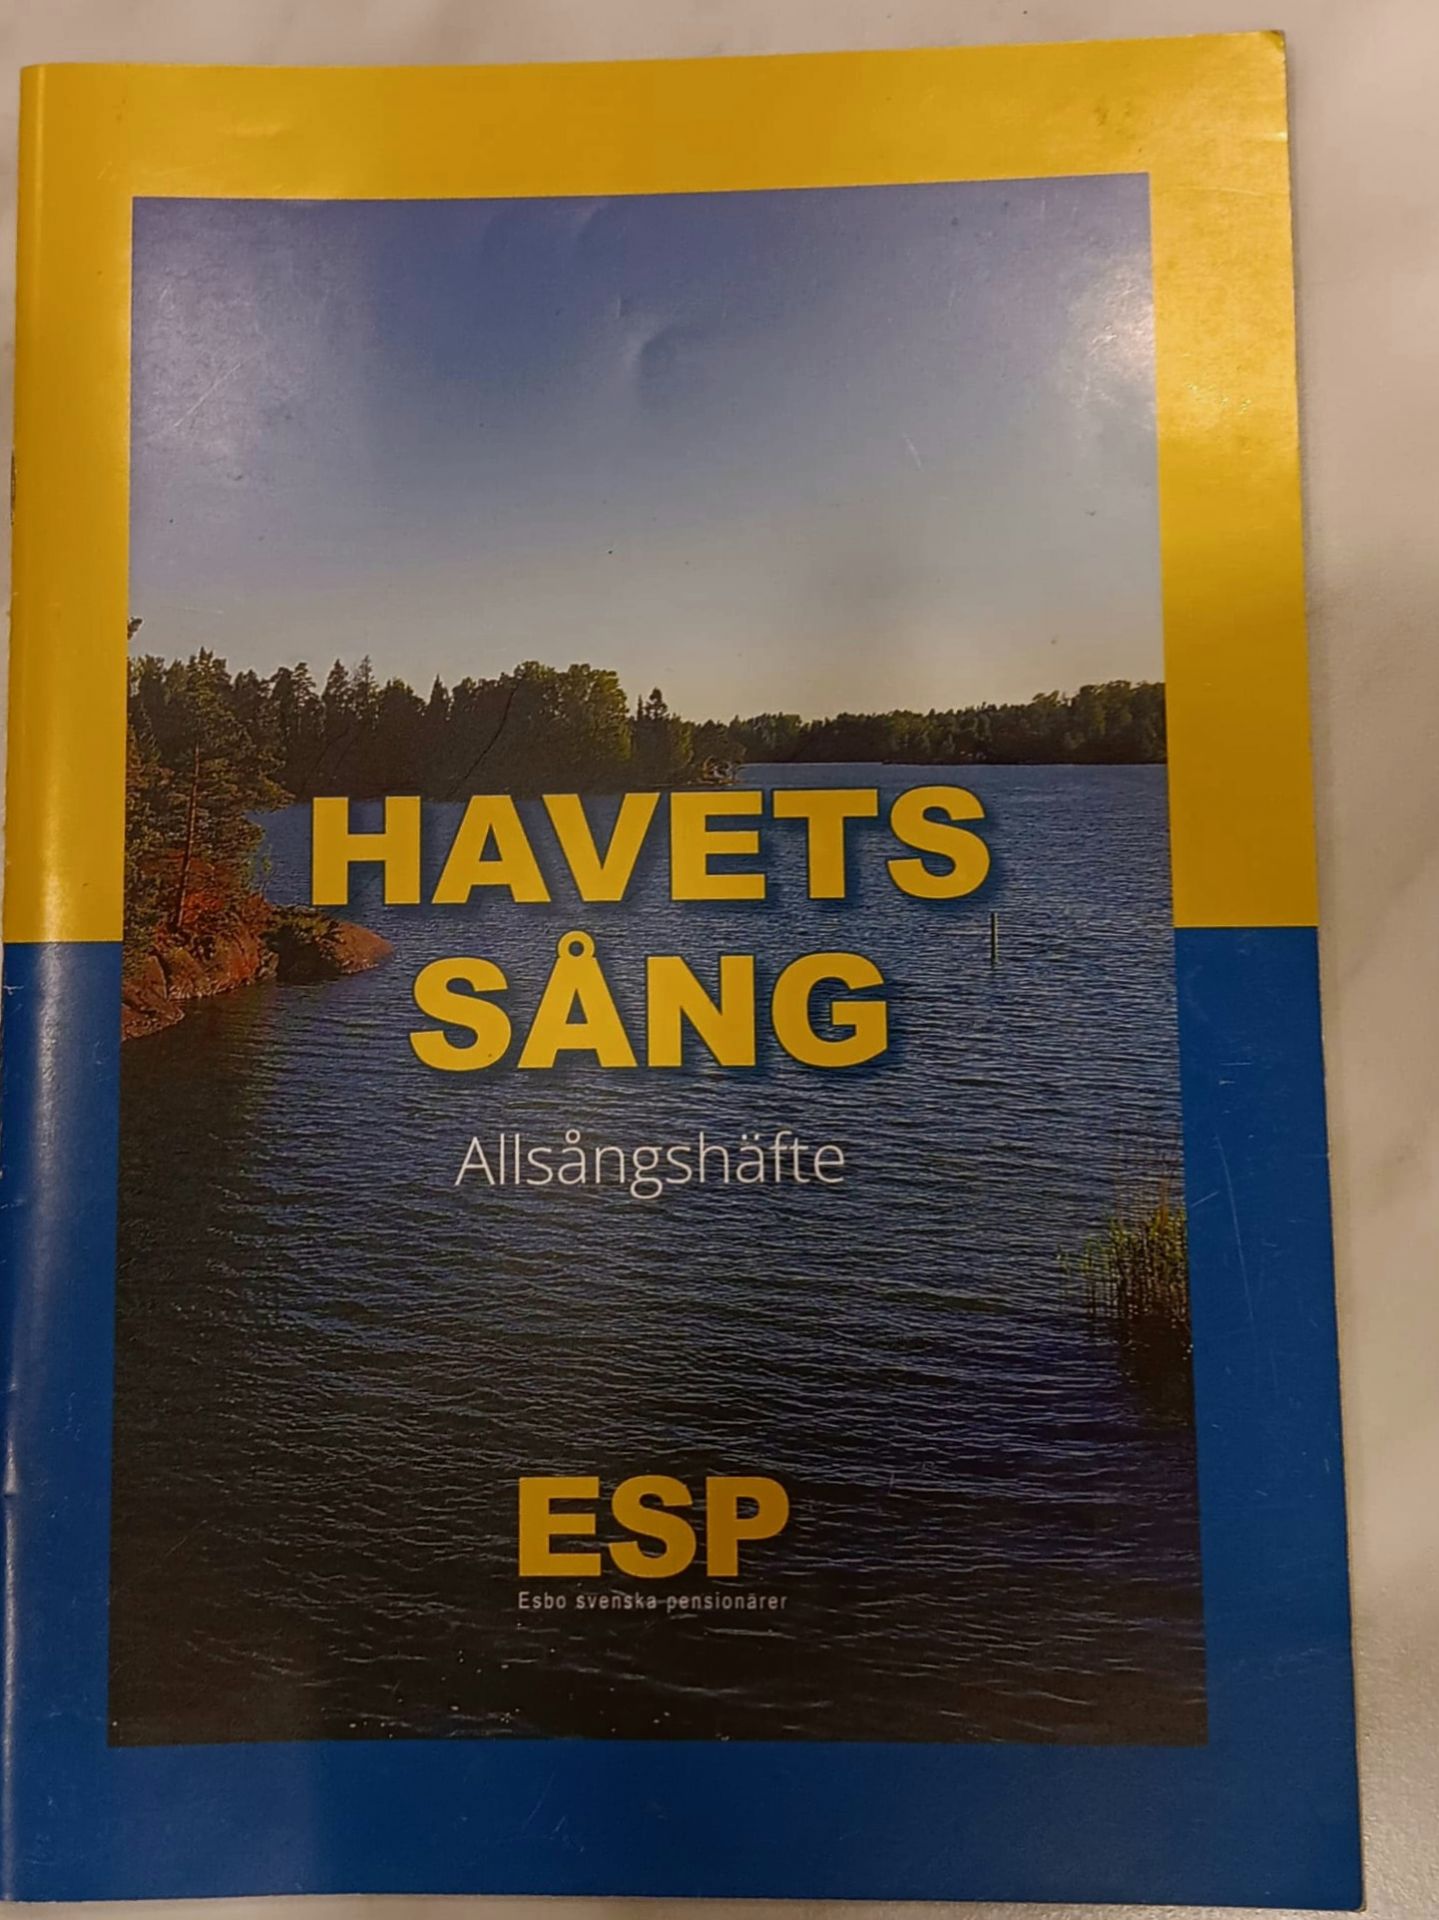 HAVETS
SÅNG
Allsångshäfte
ESP
Esbo svenska pensionärer